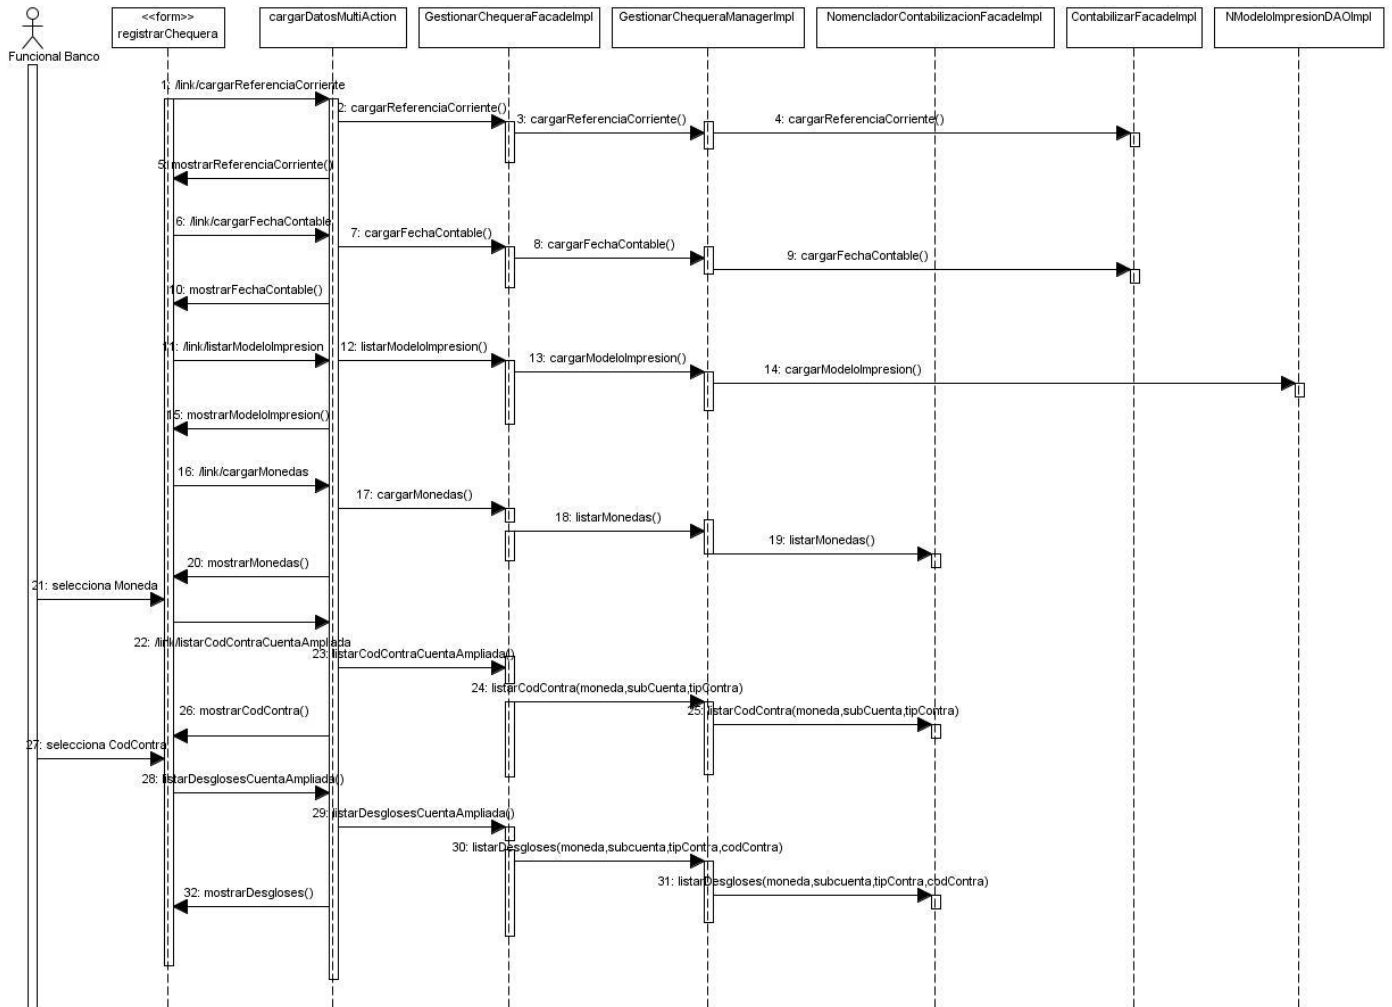 <<form>>
registrarChequera
cargarDatosMultiAction
GestionarChequeraFacadeImpl
GestionarChequeraManagerImpl
NomencladorContabilizacionFacadeImpl
ContabilizarFacadeImpl
NModeloImpresionDAOImpl
Funcional Banco
1: /link/cargarReferenciaCorriente
2: cargarReferenciaCorriente()
3: cargarReferenciaCorriente()
4: cargarReferenciaCorriente()
5: mostrarReferenciaCorriente()
6: /link/cargarFechaContable
7: cargarFechaContable()
8: cargarFechaContable()
9: cargarFechaContable()
10: mostrarFechaContable()
11: /link/listarModeloImpresion
12: listarModeloImpresion()
13: cargarModeloImpresion()
14: cargarModeloImpresion()
15: mostrarModeloImpresion()
16: /link/cargarMonedas
17: cargarMonedas()
18: listarMonedas()
19: listarMonedas()
20: mostrarMonedas()
21: selecciona Moneda
22: /link/listarCodContraCuentaAmpliada
23: listarCodContraCuentaAmpliada()
24: listarCodContra(moneda,subCuenta,tipContra)
25: listarCodContra(moneda,subCuenta,tipContra)
26: mostrarCodContra()
27: selecciona CodContra
28: listarDesglosesCuentaAmpliada()
29: listarDesglosesCuentaAmpliada()
30: listarDesgloses(moneda,subcuenta,tipContra,codContra)
31: listarDesgloses(moneda,subcuenta,tipContra,codContra)
32: mostrarDesgloses()